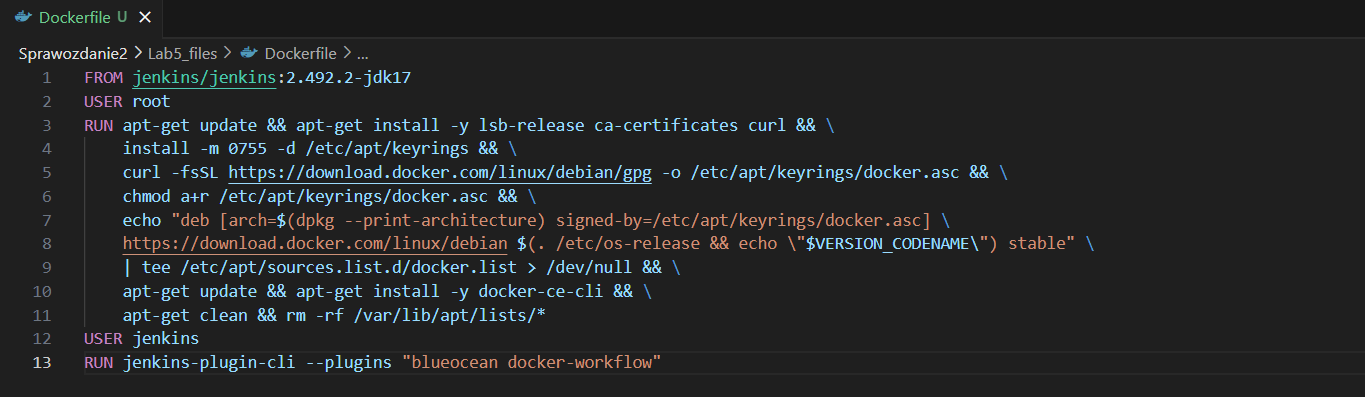 Dockerfile U ×
Sprawozdanie2 > Lab5_files > Dockerfile > ...
1 FROM jenkins/jenkins:2.492.2-jdk17
2 USER root
3 RUN apt-get update && apt-get install -y lsb-release ca-certificates curl && \
4 install -m 0755 -d /etc/apt/keyrings && \
5 curl -fsSL https://download.docker.com/linux/debian/gpg -o /etc/apt/keyrings/docker.asc && \
6 chmod a+r /etc/apt/keyrings/docker.asc && \
7 echo "deb [arch=$(dpkg --print-architecture) signed-by=/etc/apt/keyrings/docker.asc] \
8 https://download.docker.com/linux/debian $(. /etc/os-release && echo \"$VERSION_CODENAME\") stable" \
9 | tee /etc/apt/sources.list.d/docker.list > /dev/null && \
10 apt-get update && apt-get install -y docker-ce-cli && \
11 apt-get clean && rm -rf /var/lib/apt/lists/*
12 USER jenkins
13 RUN jenkins-plugin-cli --plugins "blueocean docker-workflow"